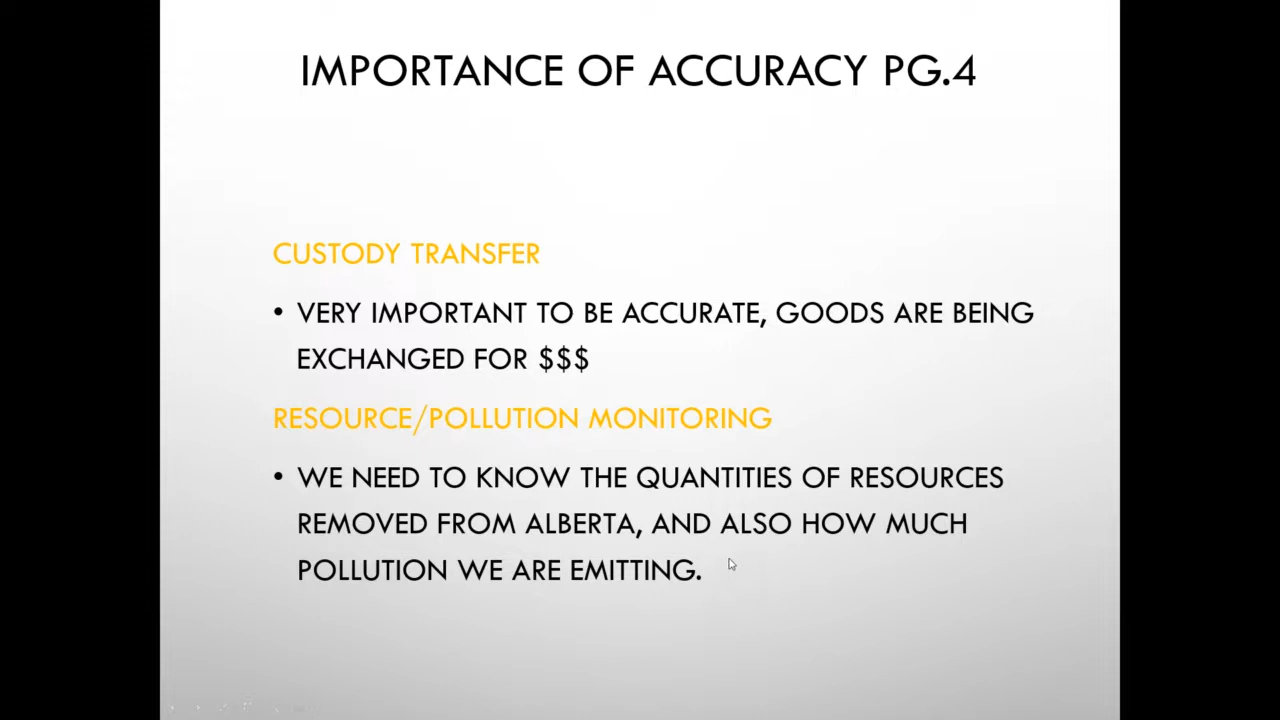 IMPORTANCE OF ACCURACY PG.4
CUSTODY TRANSFER
• VERY IMPORTANT TO BE ACCURATE, GOODS ARE BEING
EXCHANGED FOR $$$
RESOURCE/POLLUTION MONITORING
• WE NEED TO KNOW THE QUANTITIES OF RESOURCES
REMOVED FROM ALBERTA, AND ALSO HOW MUCH
POLLUTION WE ARE EMITTING.